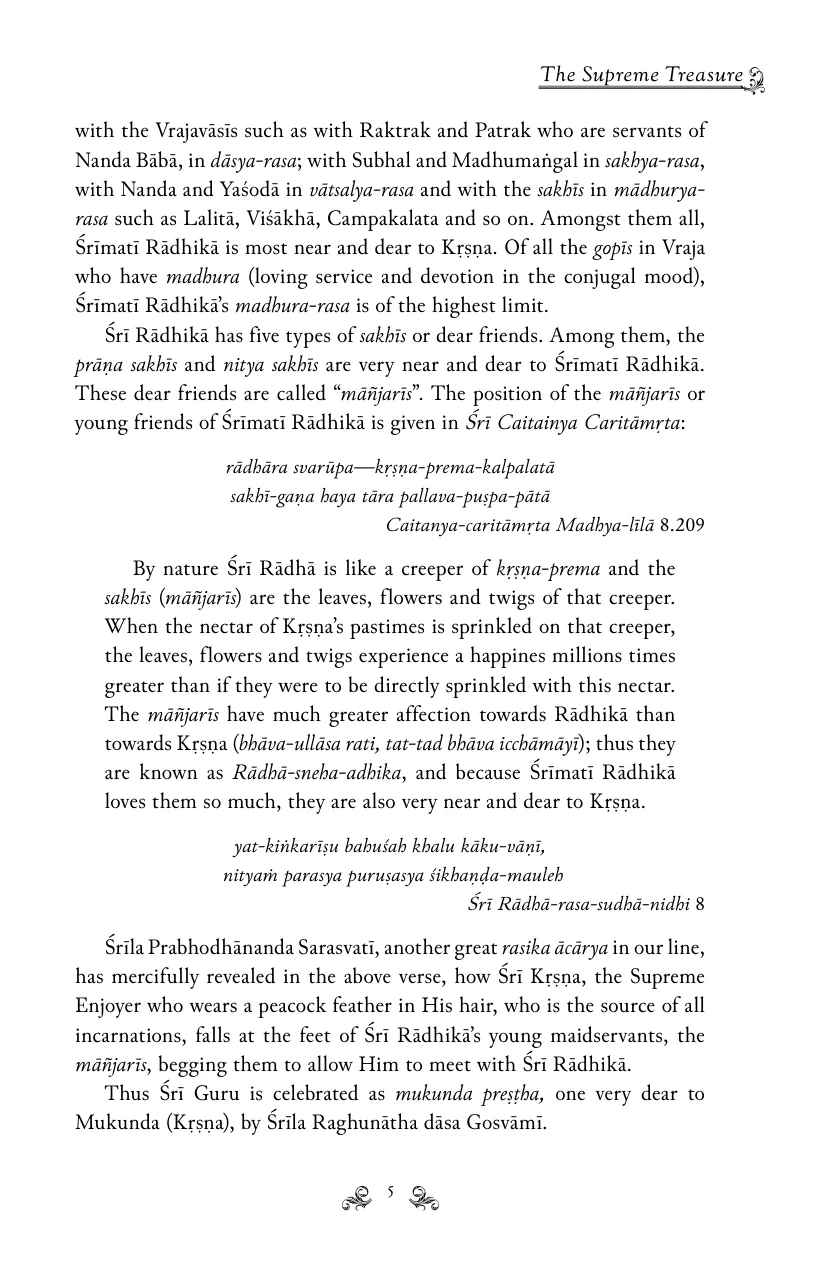 The Supreme Treasure
with the Vrajavāsīs such as with Raktrak and Patrak who are servants of
Nanda Bābā, in dāsya-rasa; with Subhal and Madhumaṅgal in sakhya-rasa,
with Nanda and Yaśodā in vātsalya-rasa and with the sakhīs in mādhurya-
rasa such as Lalitā, Viśākhā, Campakalata and so on. Amongst them all,
Śrīmatī Rādhikā is most near and dear to Kṛṣṇa. Of all the gopīs in Vraja
who have madhura (loving service and devotion in the conjugal mood),
Śrīmatī Rādhikā’s madhura-rasa is of the highest limit.
Śrī Rādhikā has five types of sakhīs or dear friends. Among them, the
prāṇa sakhīs and nitya sakhīs are very near and dear to Śrīmatī Rādhikā.
These dear friends are called “māñjarīs”. The position of the māñjarīs or
young friends of Śrīmatī Rādhikā is given in Śrī Caitainya Caritāmṛta:
rādhāra svarūpa—kṛṣṇa-prema-kalpalatā
sakhī-gaṇa haya tāra pallava-puṣpa-pātā
Caitanya-caritāmṛta Madhya-līlā 8.209
By nature Śrī Rādhā is like a creeper of kṛṣṇa-prema and the
sakhīs (māñjarīs) are the leaves, flowers and twigs of that creeper.
When the nectar of Kṛṣṇa’s pastimes is sprinkled on that creeper,
the leaves, flowers and twigs experience a happines millions times
greater than if they were to be directly sprinkled with this nectar.
The māñjarīs have much greater affection towards Rādhikā than
towards Kṛṣṇa (bhāva-ullāsa rati, tat-tad bhāva icchāmāyī); thus they
are known as Rādhā-sneha-adhika, and because Śrīmatī Rādhikā
loves them so much, they are also very near and dear to Kṛṣṇa.
yat-kiṅkarīṣu bahuśah khalu kāku-vāṇī,
nityaṁ parasya puruṣasya śikhaṇḍa-mauleh
Śrī Rādhā-rasa-sudhā-nidhi 8
Śrīla Prabhodhānanda Sarasvatī, another great rasika ācārya in our line,
has mercifully revealed in the above verse, how Śrī Kṛṣṇa, the Supreme
Enjoyer who wears a peacock feather in His hair, who is the source of all
incarnations, falls at the feet of Śrī Rādhikā’s young maidservants, the
māñjarīs, begging them to allow Him to meet with Śrī Rādhikā.
Thus Śrī Guru is celebrated as mukunda preṣṭha, one very dear to
Mukunda (Kṛṣṇa), by Śrīla Raghunātha dāsa Gosvāmī.
5